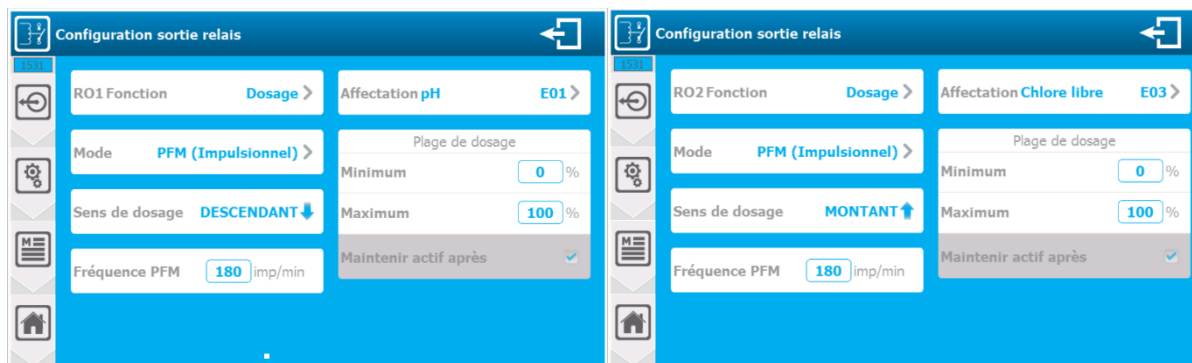 Configuration sortie relais
1531
RO1 Fonction Dosage >
Affectation pH E01 >
Mode PFM (Impulsionnel) >
Plage de dosage
Minimum 0 %
Sens de dosage DESCENDANT
Maximum 100 %
Fréquence PFM 180 imp/min
Maintenir actif après
M
Configuration sortie relais
1531
RO2 Fonction Dosage >
Affectation Chlore libre E03 >
Mode PFM (Impulsionnel) >
Plage de dosage
Minimum 0 %
Sens de dosage MONTANT
Maximum 100 %
Fréquence PFM 180 imp/min
Maintenir actif après
M